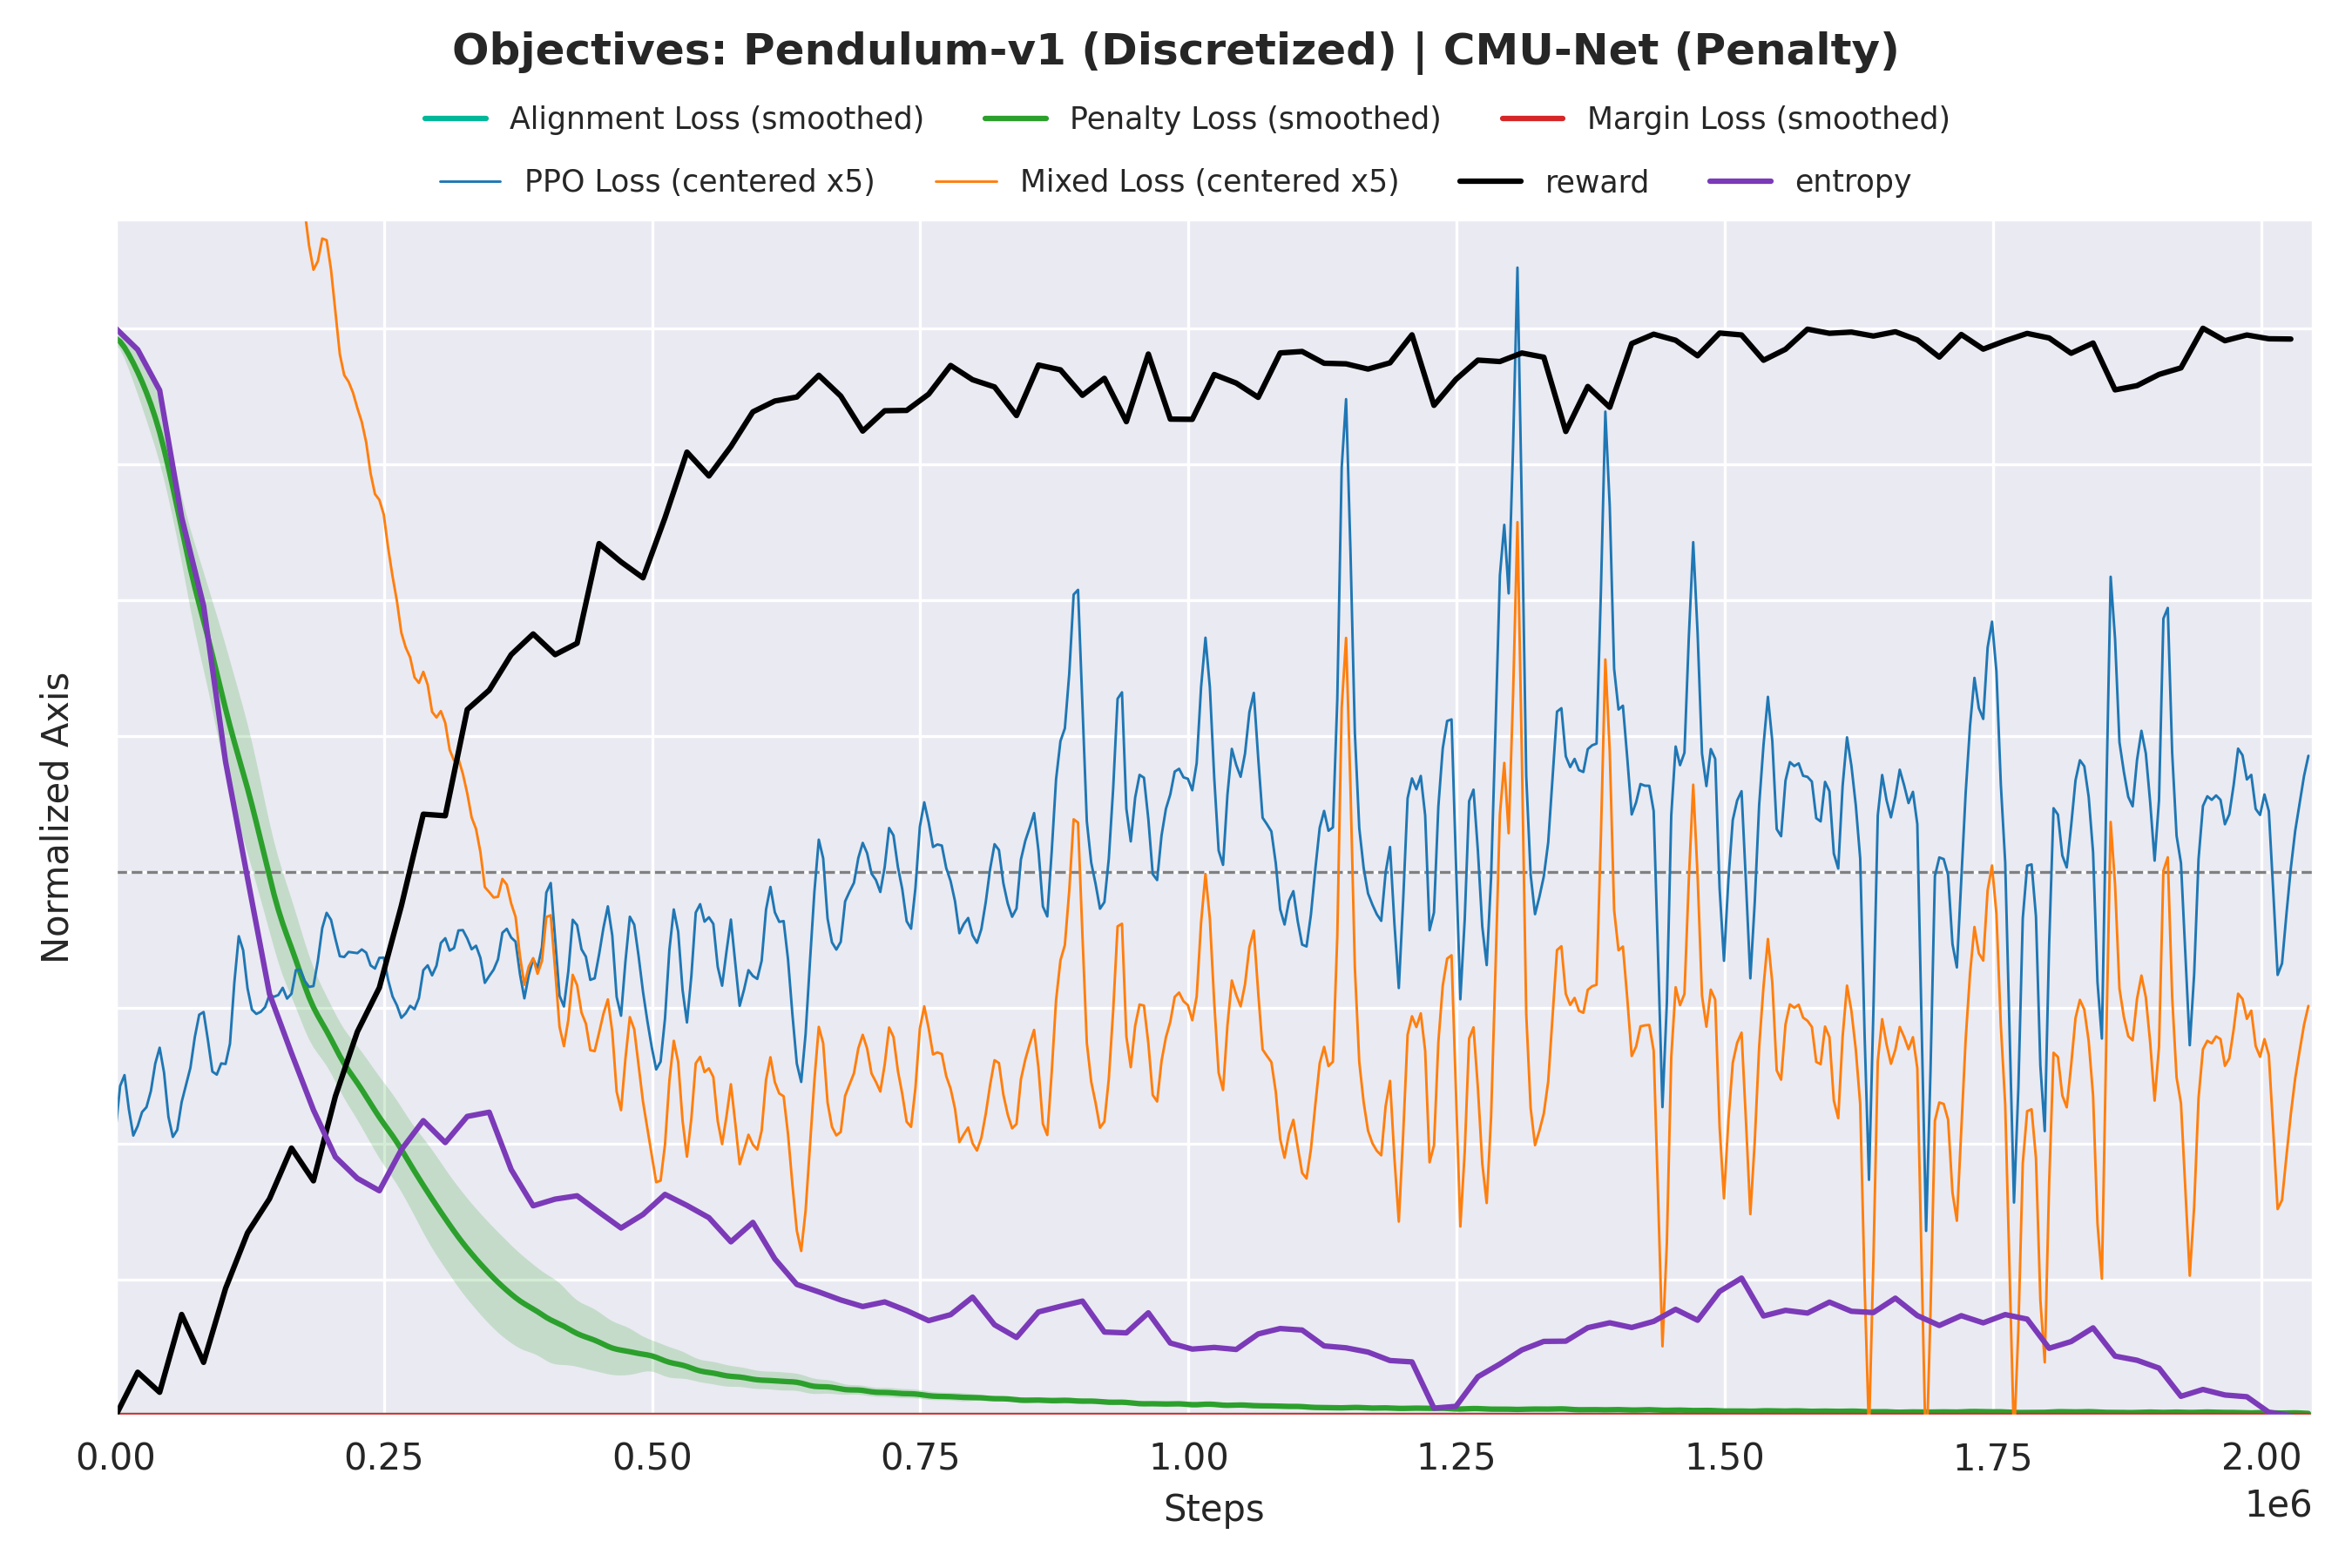 Objectives: Pendulum-v1 (Discretized) | CMU-Net (Penalty)
Alignment Loss (smoothed) Penalty Loss (smoothed) Margin Loss (smoothed)
PPO Loss (centered x5) Mixed Loss (centered x5) reward entropy
Normalized Axis
0.00 0.25 0.50 0.75 1.00 1.25 1.50 1.75 2.00
1e6
Steps